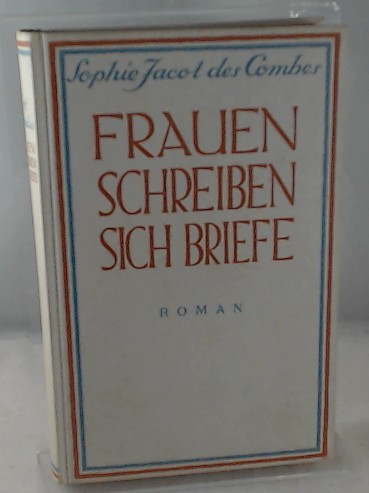 Sophie Jacot des Combes
FRAUEN
SCHREIBEN
SICH BRIEFE
ROMAN